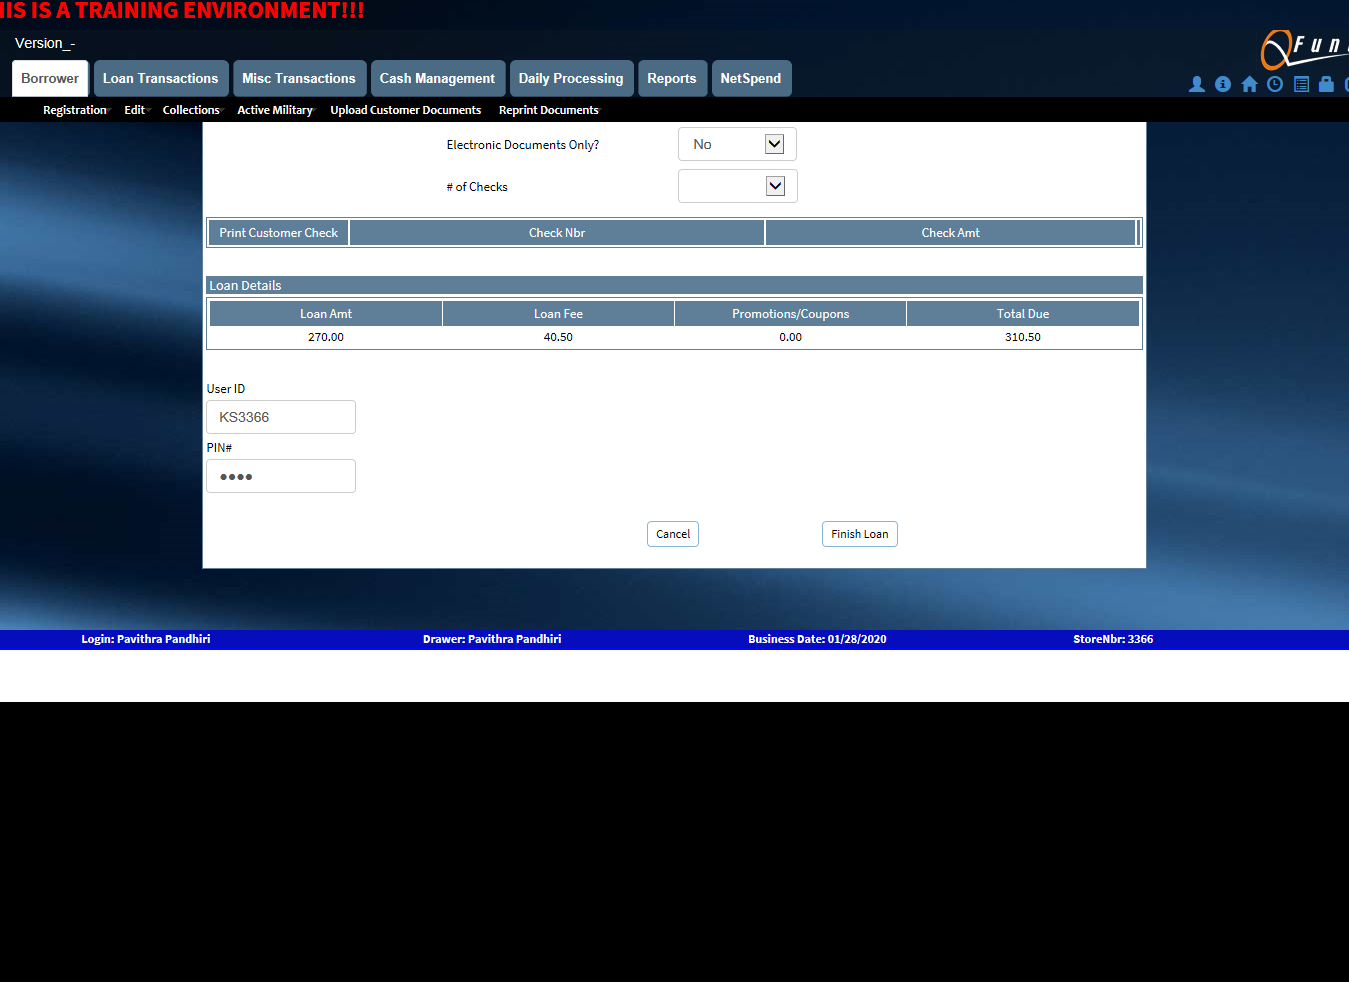 HIS IS A TRAINING ENVIRONMENT!!!
Version_-
Fun
Borrower Loan Transactions Misc Transactions Cash Management Daily Processing Reports NetSpend
Registration Edit Collections Active Military Upload Customer Documents Reprint Documents
Electronic Documents Only? No
# of Checks
Print Customer Check Check Nbr Check Amt
Loan Details
Loan Amt Loan Fee Promotions/Coupons Total Due
270.00 40.50 0.00 310.50
User ID
KS3366
PIN#
●●●●
Cancel Finish Loan
Login: Pavithra Pandhiri Drawer: Pavithra Pandhiri Business Date: 01/28/2020 StoreNbr: 3366